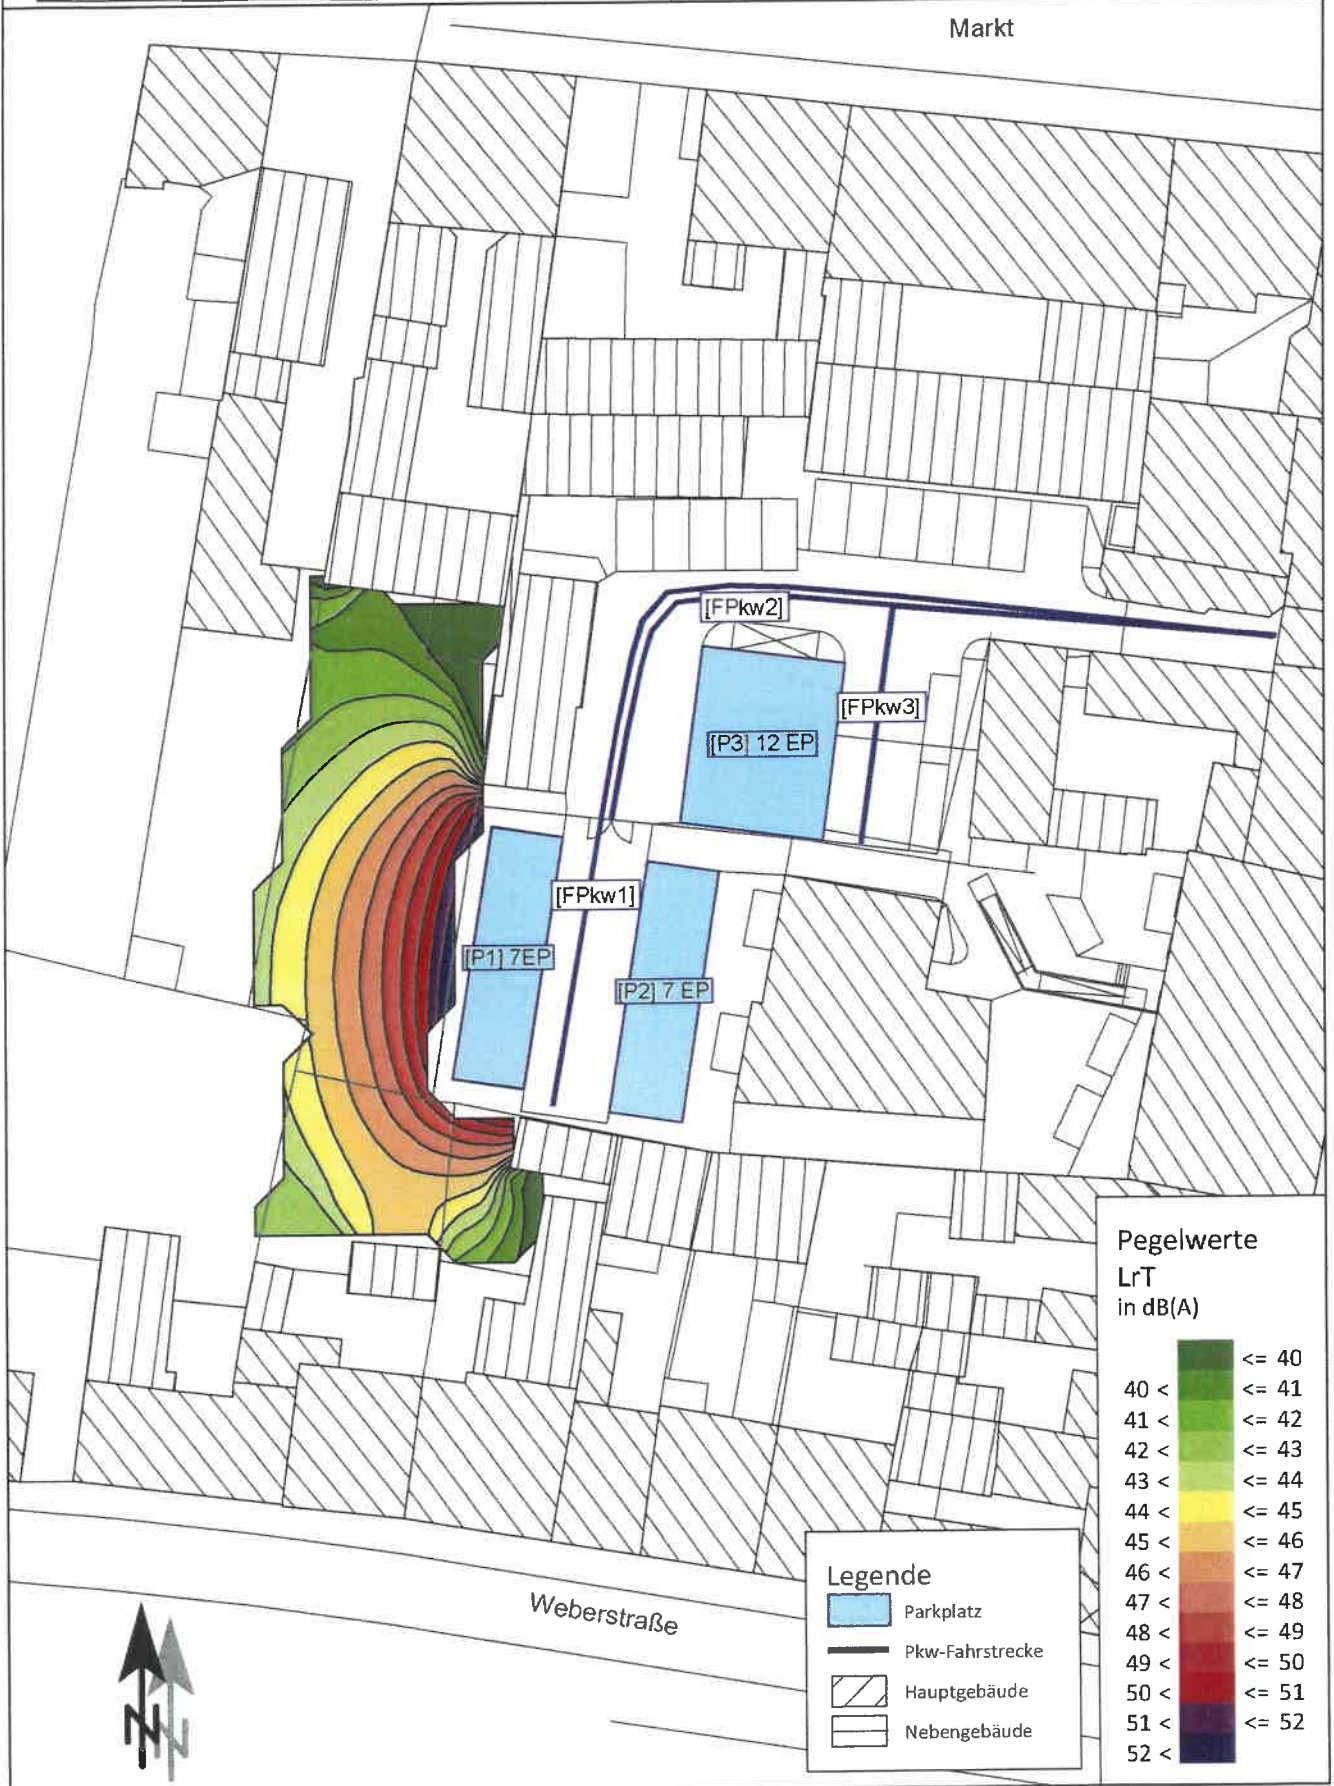 Markt
[FPkw2]
[FPkw3]
[P3] 12 EP
[FPkw1]
[P1] 7EP
[P2] 7 EP
Weberstraße
N
N
Legende
Parkplatz
Pkw-Fahrstrecke
Hauptgebäude
Nebengebäude
Pegelwerte
LrT
in dB(A)
<= 40
40 < <= 41
41 < <= 42
42 < <= 43
43 < <= 44
44 < <= 45
45 < <= 46
46 < <= 47
47 < <= 48
48 < <= 49
49 < <= 50
50 < <= 51
51 < <= 52
52 <